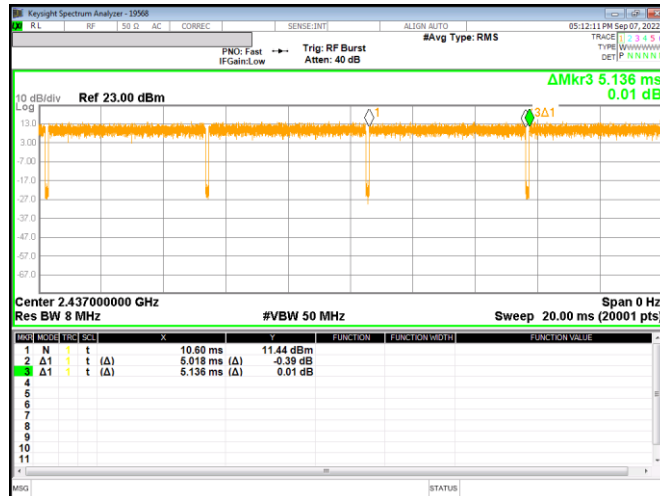 Keysight Spectrum Analyzer - 19568
RL RF 50 Ω AC CORREC SENSE:INT ALIGN AUTO 05:12:11 PM Sep 07, 2022
#Avg Type: RMS
TRACE 1 2 3 4 5
PNO: Fast Trig: RF Burst
TYPE
IFGain:Low Atten: 40 dB
DET P N N N N
ΔMkr3 5.136 ms
0.01 dB
10 dB/div Ref 23.00 dBm
Log
1
3Δ1
13.0
3.00
-7.00
-17.0
-27.0
-37.0
-47.0
-57.0
-67.0
Center 2.437000000 GHz Span 0 Hz
Res BW 8 MHz #VBW 50 MHz Sweep 20.00 ms (20001 pts)
MKR MODE TRC SCL X Y FUNCTION FUNCTION WIDTH FUNCTION VALUE
1 N 1 t 10.60 ms 11.44 dBm
2 Δ1 1 t (Δ) 5.018 ms (Δ) -0.39 dB
3 Δ1 1 t (Δ) 5.136 ms (Δ) 0.01 dB
4
5
6
7
8
9
10
11
MSG STATUS